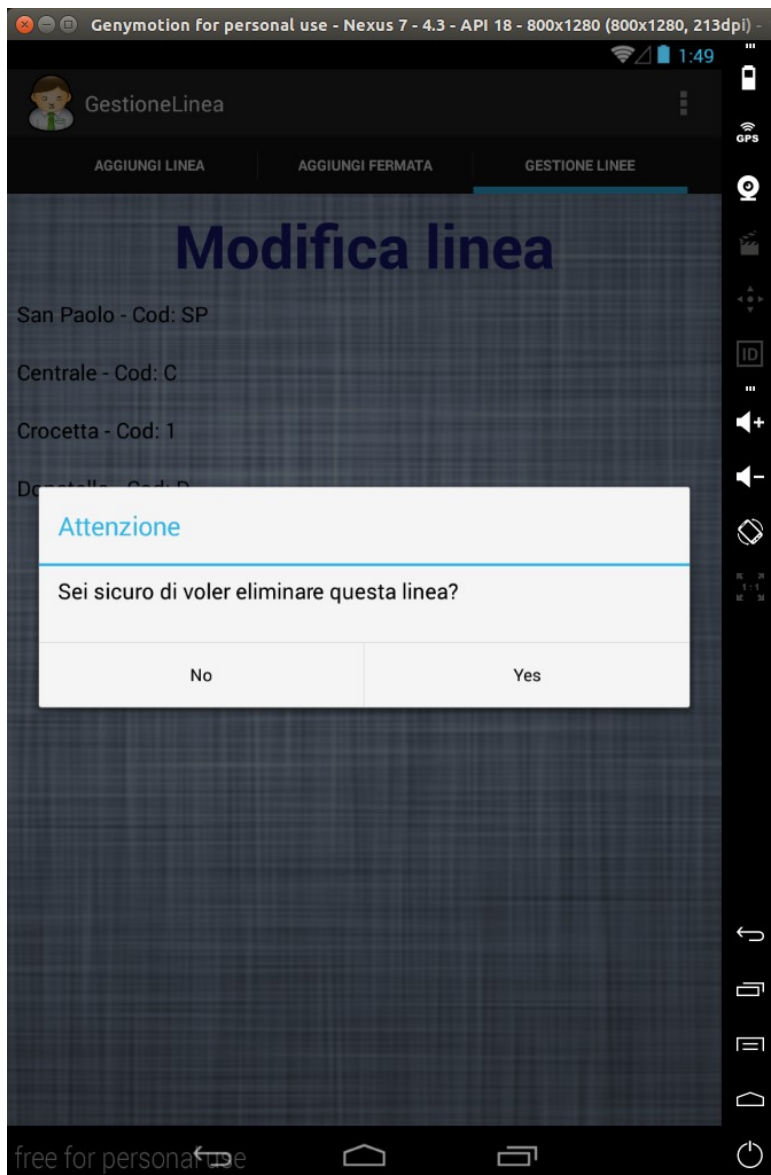 Genymotion for personal use - Nexus 7 - 4.3 - API 18 - 800x1280 (800x1280, 213dpi) -
1:49
GestioneLinea
GPS
AGGIUNGI LINEA
AGGIUNGI FERMATA
GESTIONE LINEE
Modifica linea
San Paolo - Cod: SP
Centrale - Cod: C
ID
Crocetta - Cod: 1
Donatello - Cod: D
Attenzione
Sei sicuro di voler eliminare questa linea?
1:1
No
Yes
free for personal use